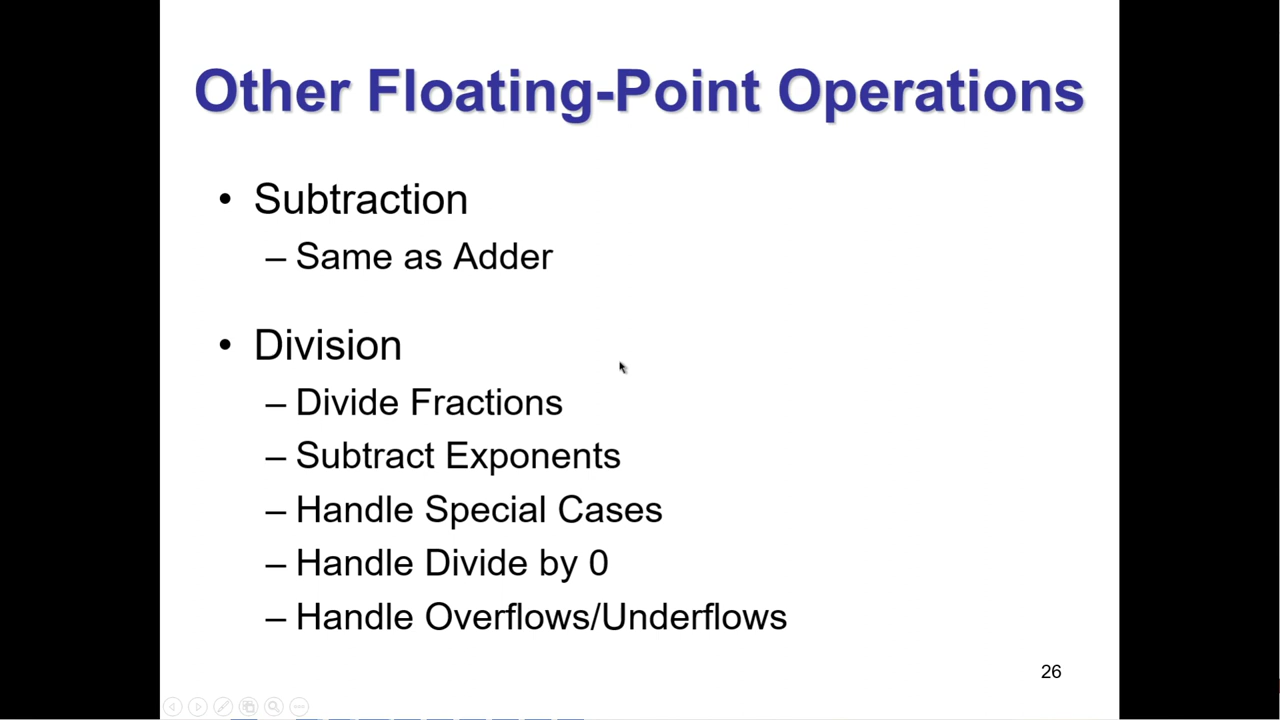 Other Floating-Point Operations
• Subtraction
– Same as Adder
• Division
– Divide Fractions
– Subtract Exponents
– Handle Special Cases
– Handle Divide by 0
– Handle Overflows/Underflows
26